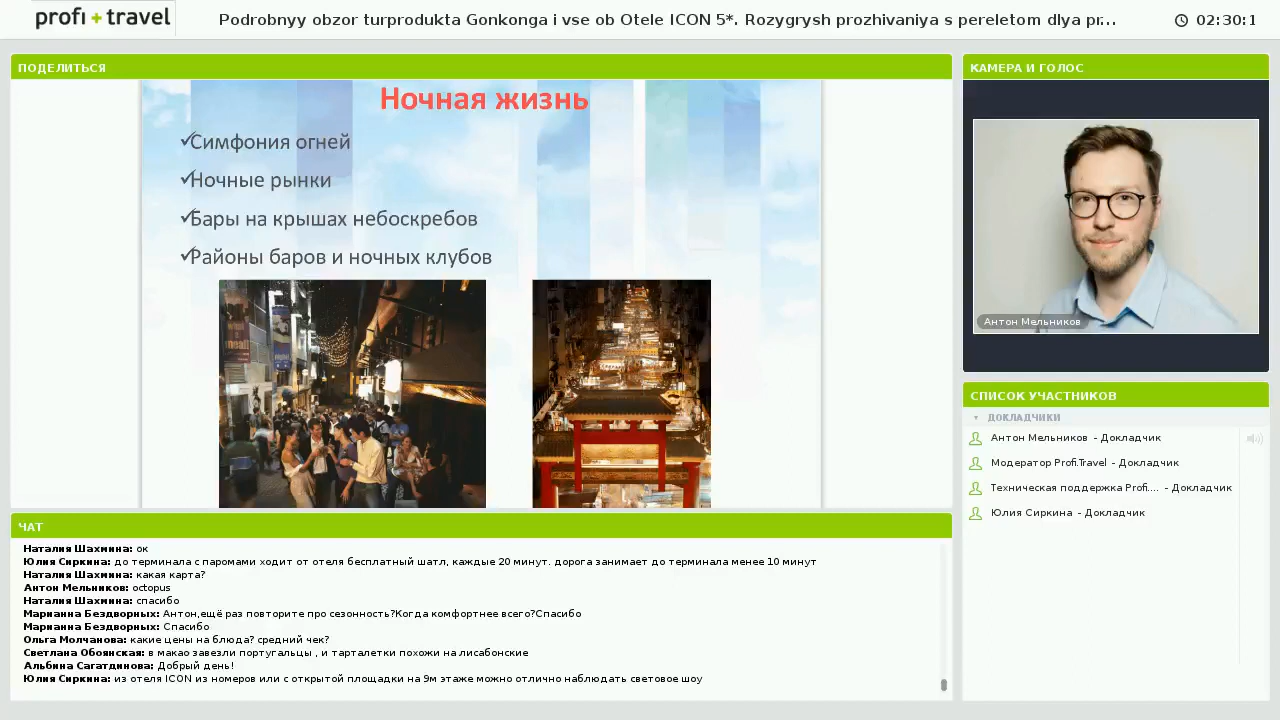 profi + travel
Podrobnyy obzor turprodukta Gonkonga i vse ob Otele ICON 5*. Rozygrysh prozhivaniya s pereletom dlya pr...
02:30:1
ПОДЕЛИТЬСЯ
Ночная жизнь
✓Симфония огней
✓Ночные рынки
✓Бары на крышах небоскребов
✓Районы баров и ночных клубов
КАМЕРА И ГОЛОС
Антон Мельников
СПИСОК УЧАСТНИКОВ
ДОКЛАДЧИКИ
Антон Мельников - Докладчик
Модератор Profi.Travel - Докладчик
Техническая поддержка Profi.... - Докладчик
Юлия Сиркина - Докладчик
ЧАТ
Наталия Шахмина: ок
Юлия Сиркина: до терминала с паромами ходит от отеля бесплатный шатл, каждые 20 минут. дорога занимает до терминала менее 10 минут
Наталия Шахмина: какая карта?
Антон Мельников: octopus
Наталия Шахмина: спасибо
Марианна Бездворных: Антон,ещё раз повторите про сезонность?Когда комфортнее всего?Спасибо
Марианна Бездворных: Спасибо
Ольга Молчанова: какие цены на блюда? средний чек?
Светлана Обоянская: в макао завезли португальцы , и тарталетки похожи на лисабонские
Альбина Сагатдинова: Добрый день!
Юлия Сиркина: из отеля ICON из номеров или с открытой площадки на 9м этаже можно отлично наблюдать световое шоу